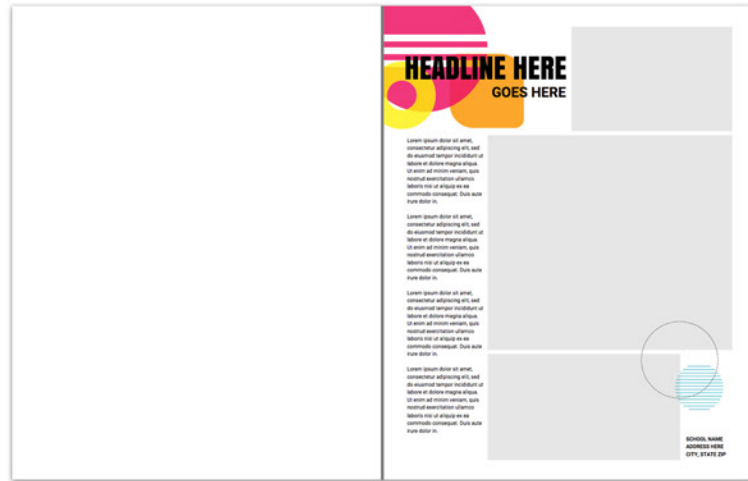 HEADLINE HERE
GOES HERE
Lorem ipsum dolor sit amet,
consectetur adipiscing elit, sed
do eiusmod tempor incididunt ut
labore et dolore magna aliqua.
Ut enim ad minim veniam, quis
nostrud exercitation ullamco
laboris nisi ut aliquip ex ea
commodo consequat. Duis aute
irure dolor in.
Lorem ipsum dolor sit amet,
consectetur adipiscing elit, sed
do eiusmod tempor incididunt ut
labore et dolore magna aliqua.
Ut enim ad minim veniam, quis
nostrud exercitation ullamco
laboris nisi ut aliquip ex ea
commodo consequat. Duis aute
irure dolor in.
Lorem ipsum dolor sit amet,
consectetur adipiscing elit, sed
do eiusmod tempor incididunt ut
labore et dolore magna aliqua.
Ut enim ad minim veniam, quis
nostrud exercitation ullamco
laboris nisi ut aliquip ex ea
commodo consequat. Duis aute
irure dolor in.
Lorem ipsum dolor sit amet,
consectetur adipiscing elit, sed
do eiusmod tempor incididunt ut
labore et dolore magna aliqua.
Ut enim ad minim veniam, quis
nostrud exercitation ullamco
laboris nisi ut aliquip ex ea
commodo consequat. Duis aute
irure dolor in.
SCHOOL NAME
ADDRESS HERE
CITY, STATE ZIP